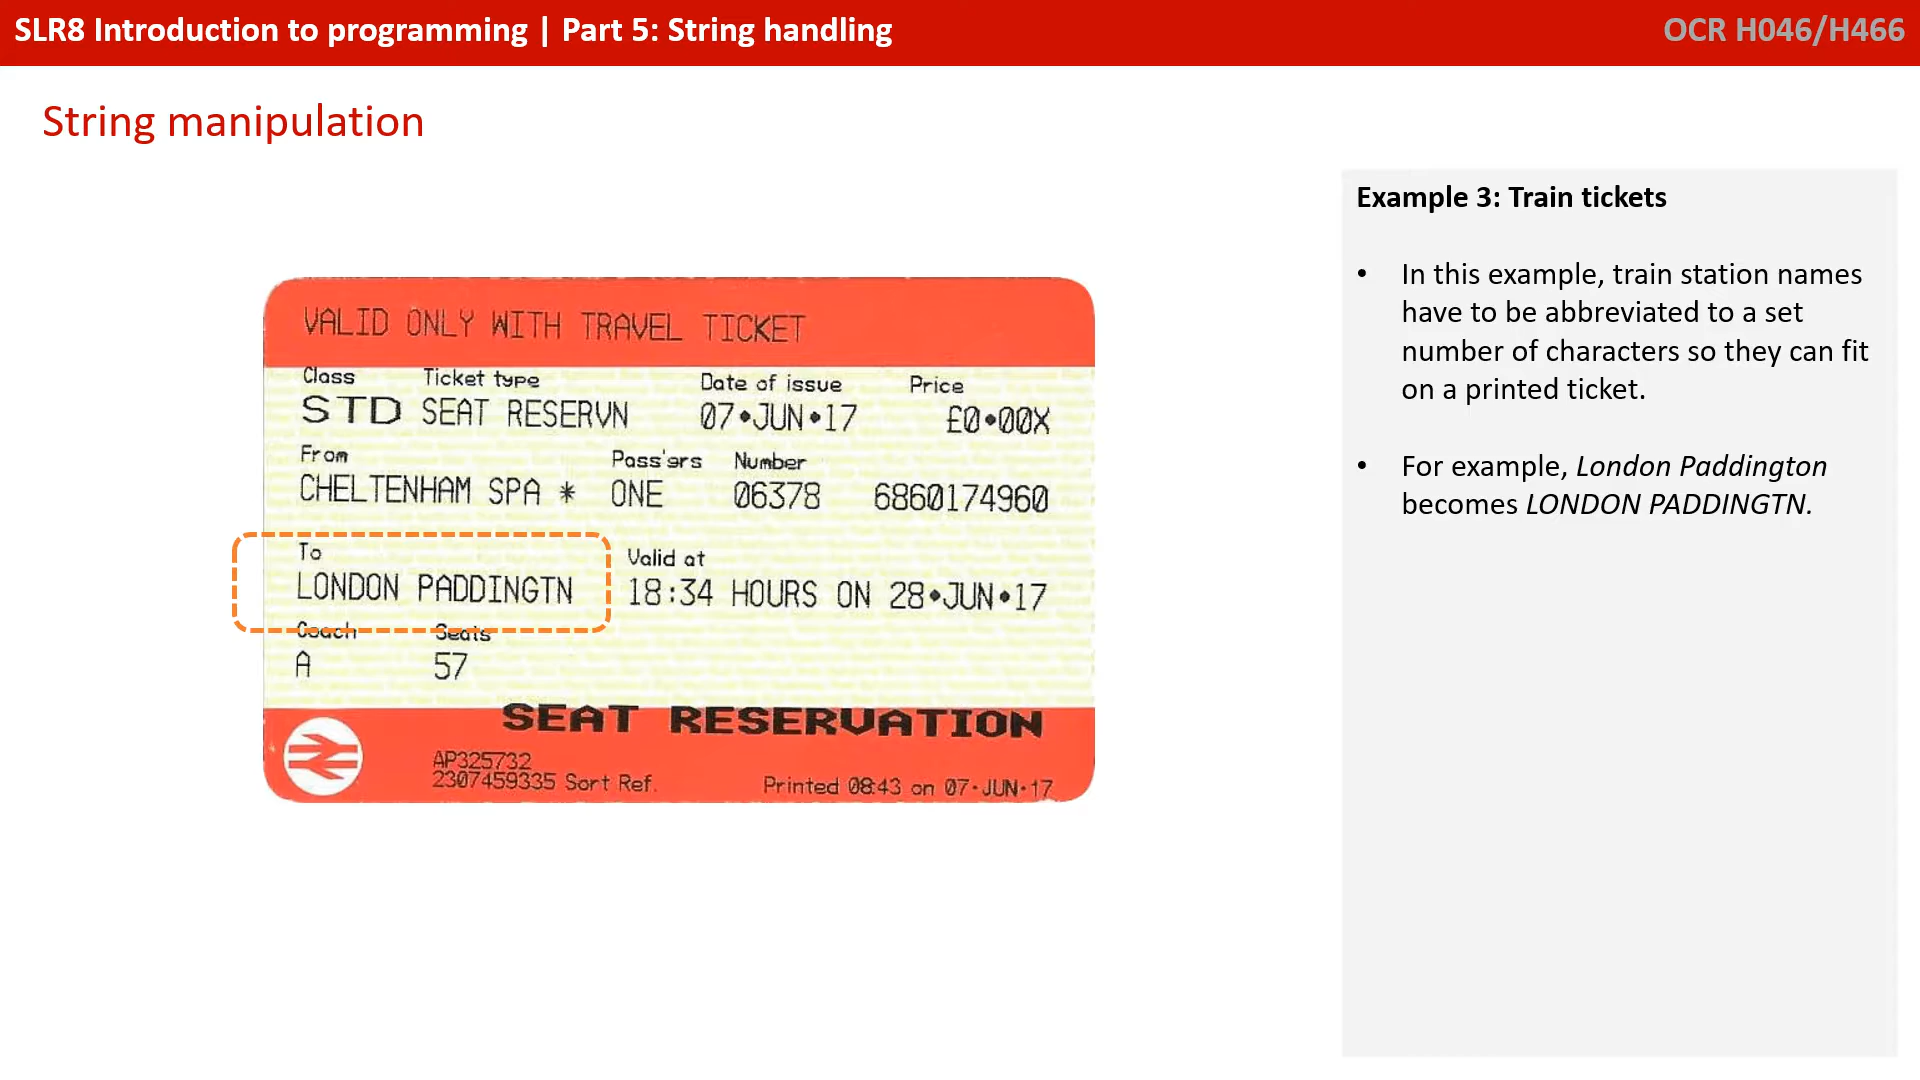 SLR8 Introduction to programming | Part 5: String handling
OCR H046/H466
String manipulation
VALID ONLY WITH TRAVEL TICKET
Class Ticket type Date of issue Price
STD SEAT RESERVN 07•JUN•17 £0•00X
From Pass'grs Number
CHELTENHAM SPA * ONE 06378 6860174960
To Valid at
LONDON PADDINGTN 18:34 HOURS ON 28•JUN•17
Coach Seats
A 57
SEAT RESERVATION
AP325732
2307459335 Sort Ref. Printed 08:43 on 07·JUN·17
Example 3: Train tickets
• In this example, train station names
have to be abbreviated to a set
number of characters so they can fit
on a printed ticket.
• For example, London Paddington
becomes LONDON PADDINGTN.